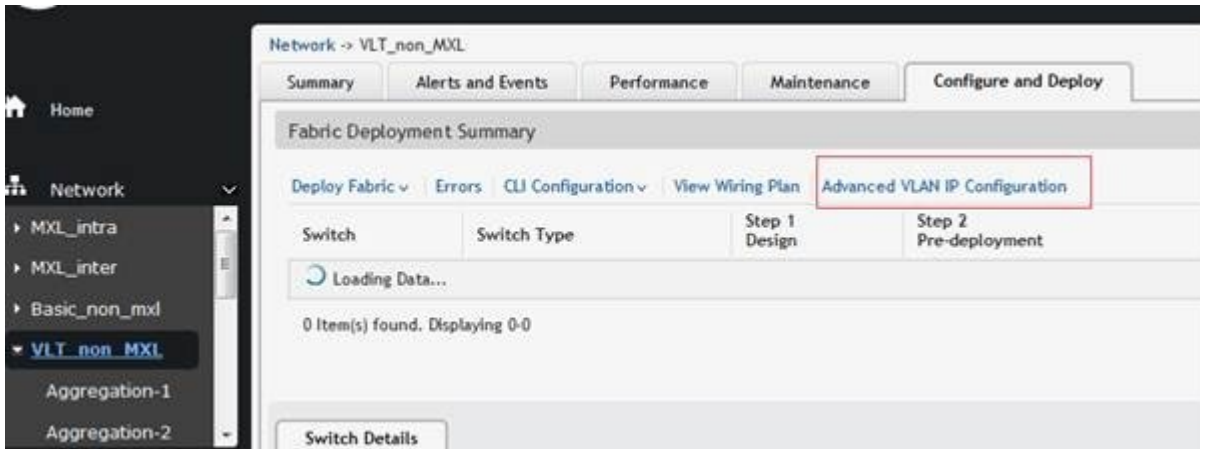 Network -> VLT_non_MXL
Summary
Alerts and Events
Performance
Maintenance
Configure and Deploy
Home
Fabric Deployment Summary
Network
Deploy Fabric
Errors
CLI Configuration
View Wiring Plan
Advanced VLAN IP Configuration
MXL_intra
MXL_inter
Basic_non_mxl
VLT_non_MXL
Aggregation-1
Aggregation-2
Switch
Switch Type
Step 1
Design
Step 2
Pre-deployment
Loading Data...
0 Item(s) found. Displaying 0-0
Switch Details